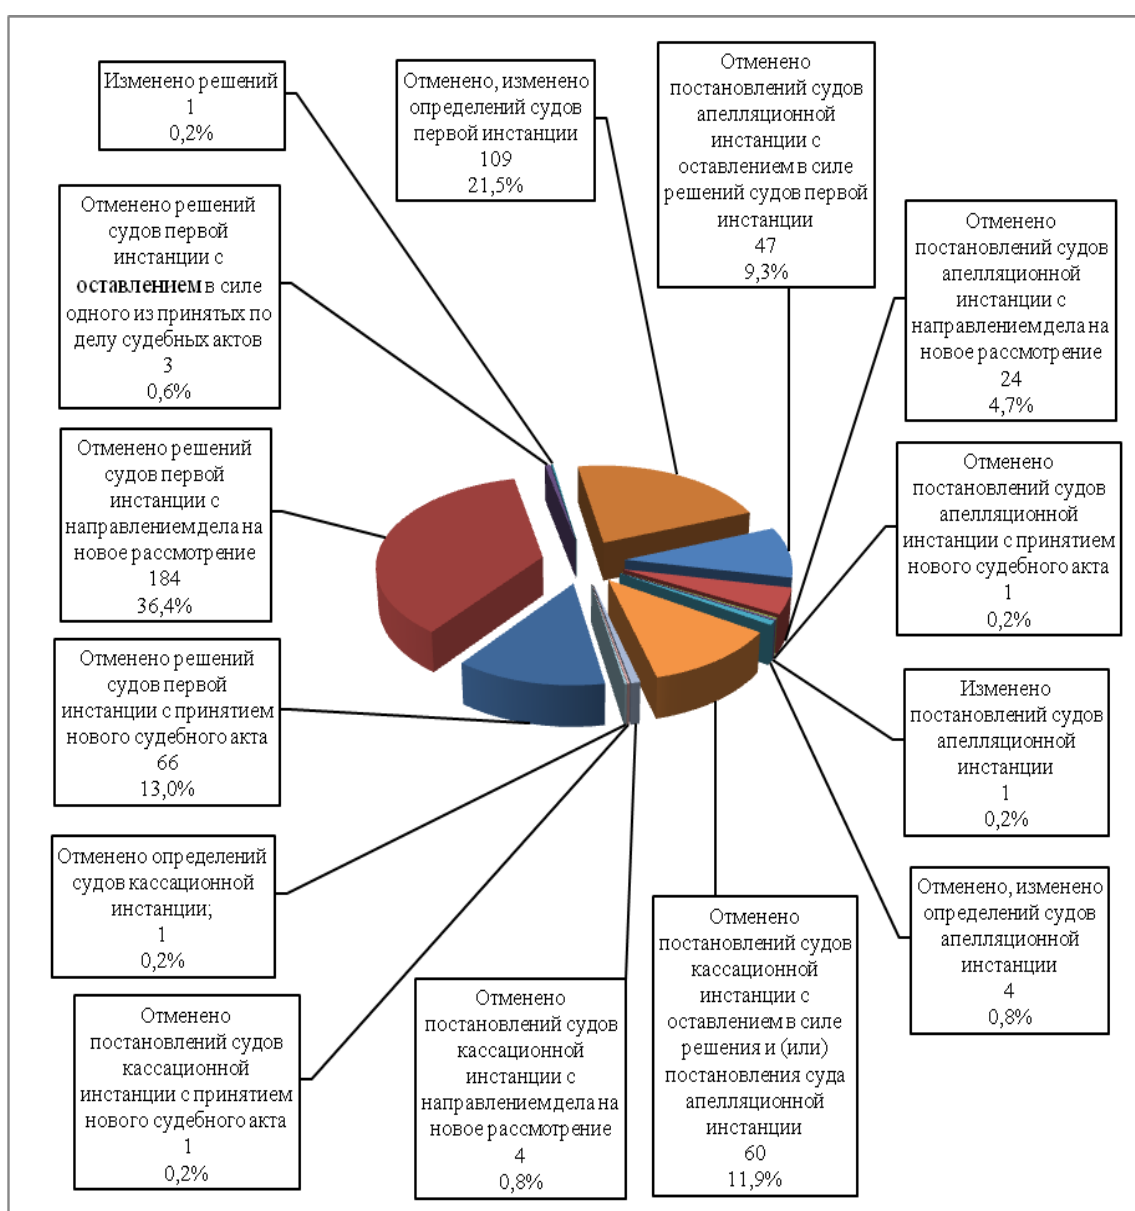 Изменено решений
1
0,2%
Отменено, изменено
определений судов
первой инстанции
109
21,5%
Отменено
постановлений судов
апелляционной
инстанции с
оставлением в силе
решений судов первой
инстанции
47
9,3%
Отменено решений
судов первой
инстанции с
оставлением в силе
одного из принятых по
делу судебных актов
3
0,6%
Отменено
постановлений судов
апелляционной
инстанции с
направлением дела на
новое рассмотрение
24
4,7%
Отменено решений
судов первой
инстанции с
направлением дела на
новое рассмотрение
184
36,4%
Отменено
постановлений судов
апелляционной
инстанции с принятием
нового судебного акта
1
0,2%
Отменено решений
судов первой
инстанции с принятием
нового судебного акта
66
13,0%
Изменено
постановлений судов
апелляционной
инстанции
1
0,2%
Отменено определений
судов кассационной
инстанции;
1
0,2%
Отменено, изменено
определений судов
апелляционной
инстанции
4
0,8%
Отменено
постановлений судов
кассационной
инстанции с принятием
нового судебного акта
1
0,2%
Отменено
постановлений судов
кассационной
инстанции с
направлением дела на
новое рассмотрение
4
0,8%
Отменено
постановлений судов
кассационной
инстанции с
оставлением в силе
решения и (или)
постановления суда
апелляционной
инстанции
60
11,9%